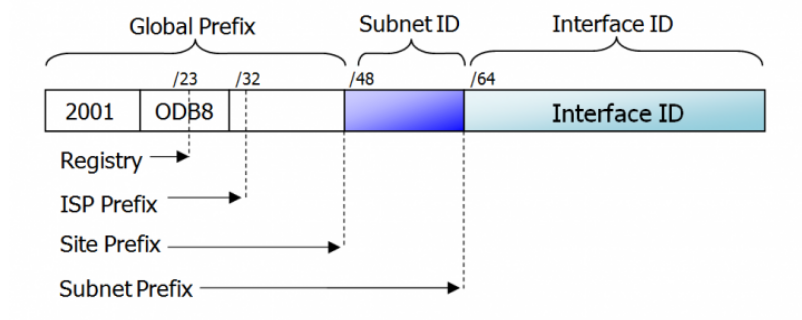 Global Prefix Subnet ID Interface ID
/23 /32 /48 /64
2001 ODB8 Interface ID
Registry
ISP Prefix
Site Prefix
Subnet Prefix